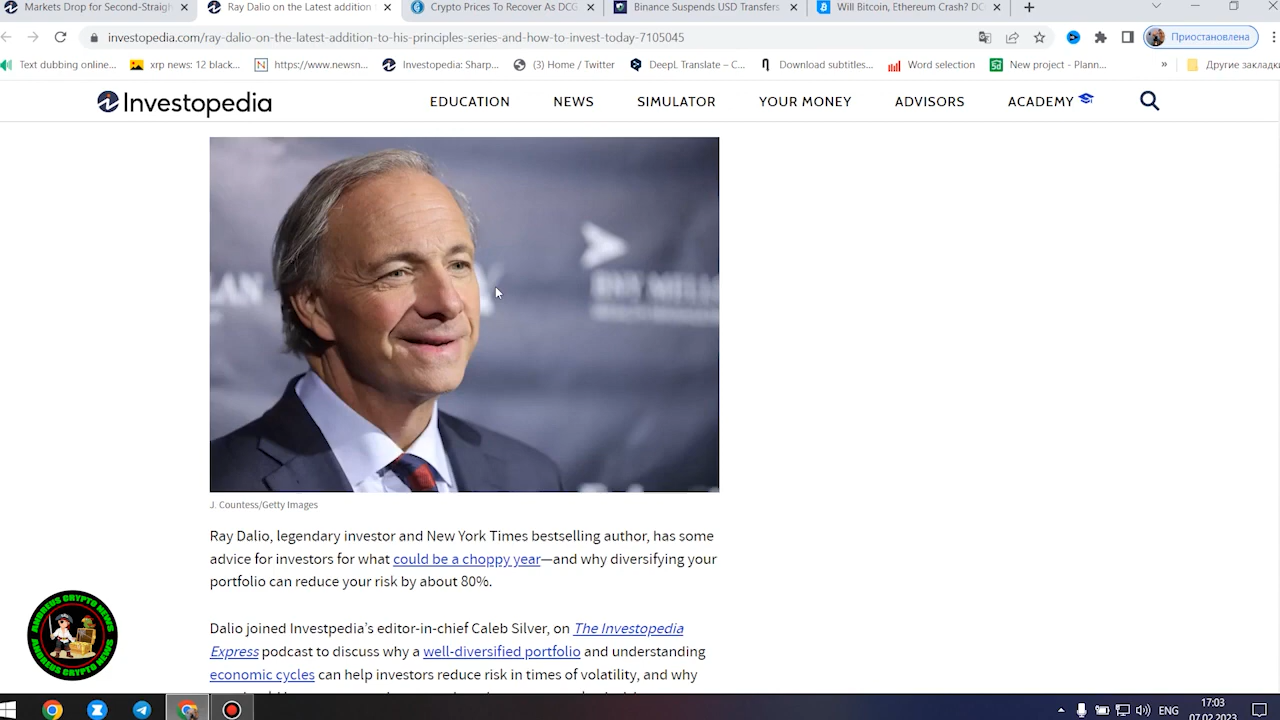 Markets Drop for Second-Straigh
Ray Dalio on the Latest addition
Crypto Prices To Recover As DCG
Binance Suspends USD Transfers
Will Bitcoin, Ethereum Crash? DC
investopedia.com/ray-dalio-on-the-latest-addition-to-his-principles-series-and-how-to-invest-today-7105045
Приостановлена
Text dubbing online...
xrp news: 12 black...
https://www.newsn...
Investopedia: Sharp...
(3) Home / Twitter
DeepL Translate – C...
Download subtitles...
Word selection
New project - Plann...
»
Другие закладки
Investopedia
EDUCATION
NEWS
SIMULATOR
YOUR MONEY
ADVISORS
ACADEMY
J. Countess/Getty Images
Ray Dalio, legendary investor and New York Times bestselling author, has some
advice for investors for what could be a choppy year—and why diversifying your
portfolio can reduce your risk by about 80%.
Dalio joined Investpedia's editor-in-chief Caleb Silver, on The Investopedia
Express podcast to discuss why a well-diversified portfolio and understanding
economic cycles can help investors reduce risk in times of volatility, and why
ANDREUS CRYPTO NEWS
ANDREUS CRYPTO NEWS
ENG
17:03
07.02.2023